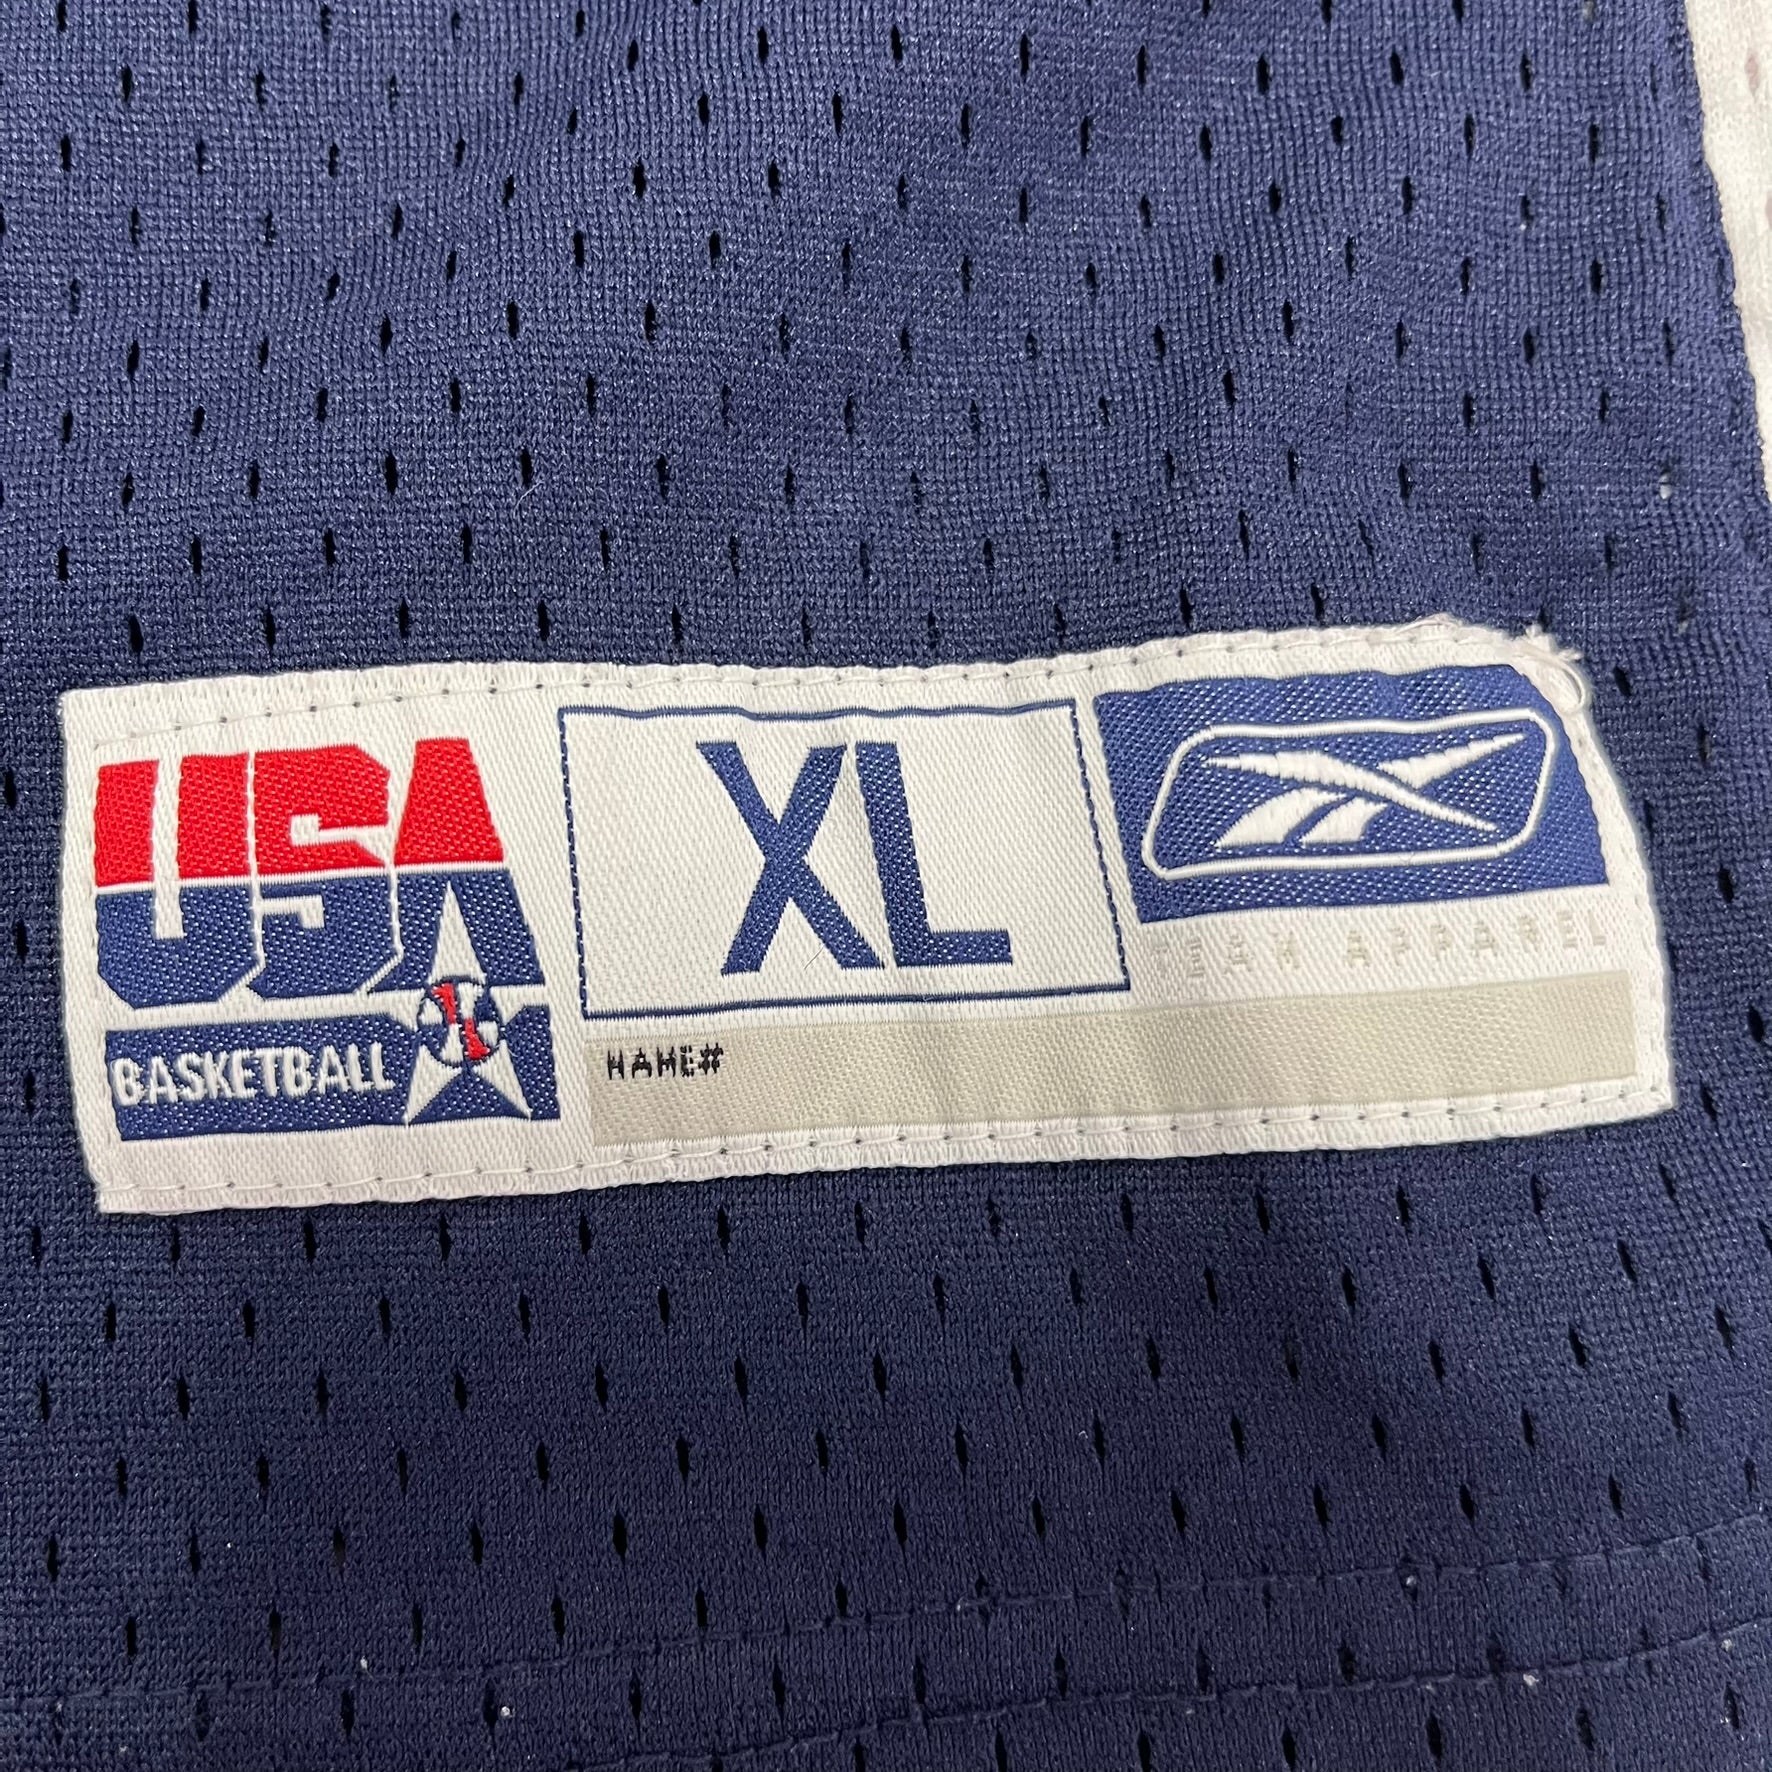 USA
BASKETBALL
XL
TEAM APPAREL
NAME#